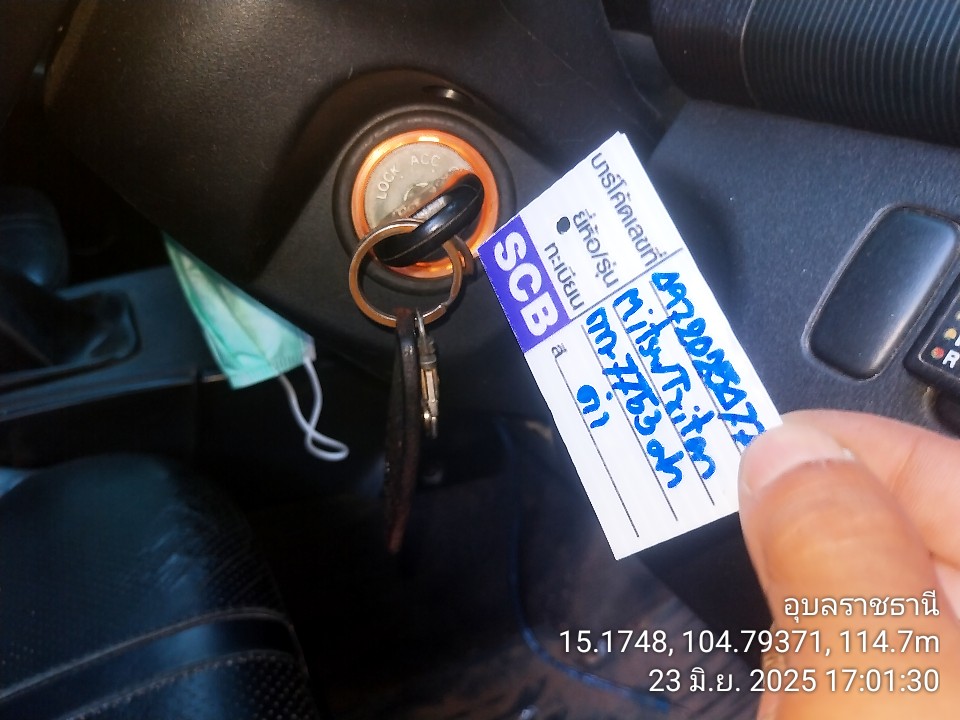 LOCK ACC
SCB
บาร์โค้ดเลขที่
ยี่ห้อ/รุ่น Mitsu Triton
ทะเบียน
สี ดำ
R
อุบลราชธานี
15.1748, 104.79371, 114.7m
23 มิ.ย. 2025 17:01:30